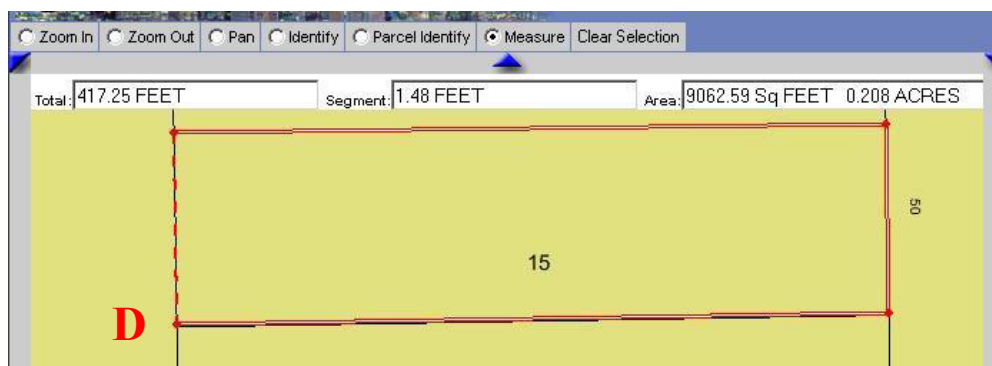 Zoom In Zoom Out Pan Identify Parcel Identify Measure Clear Selection
Total: 417.25 FEET Segment: 1.48 FEET Area: 9062.59 Sq FEET 0.208 ACRES
50
15
D